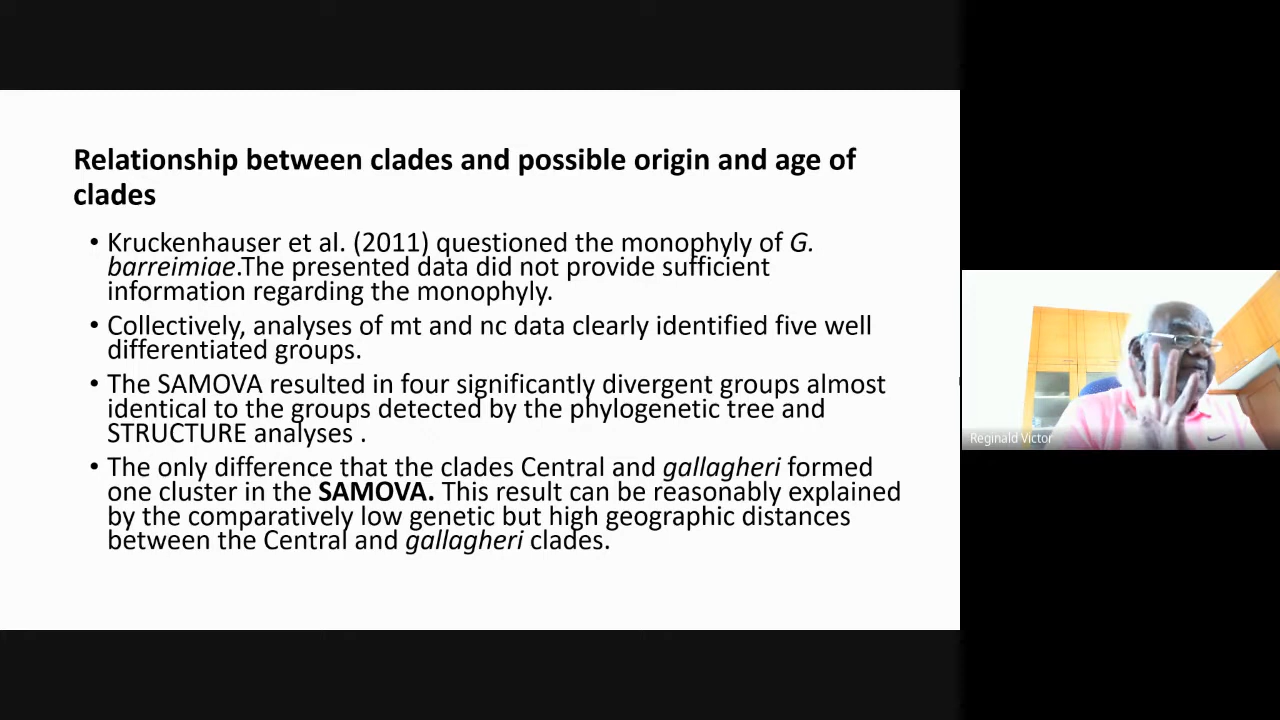 Relationship between clades and possible origin and age of
clades
• Kruckenhauser et al. (2011) questioned the monophyly of G.
barreimiae.The presented data did not provide sufficient
information regarding the monophyly.
• Collectively, analyses of mt and nc data clearly identified five well
differentiated groups.
• The SAMOVA resulted in four significantly divergent groups almost
identical to the groups detected by the phylogenetic tree and
STRUCTURE analyses .
• The only difference that the clades Central and gallagheri formed
one cluster in the SAMOVA. This result can be reasonably explained
by the comparatively low genetic but high geographic distances
between the Central and gallagheri clades.
Reginald Victor